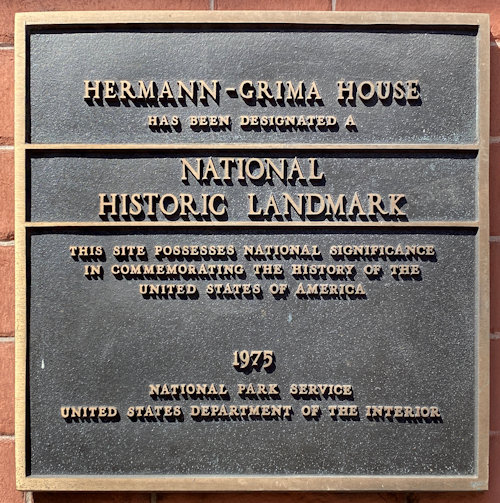 HERMANN-GRIMA HOUSE
HAS BEEN DESIGNATED A
NATIONAL
HISTORIC LANDMARK
THIS SITE POSSESSES NATIONAL SIGNIFICANCE
IN COMMEMORATING THE HISTORY OF THE
UNITED STATES OF AMERICA
1975
NATIONAL PARK SERVICE
UNITED STATES DEPARTMENT OF THE INTERIOR